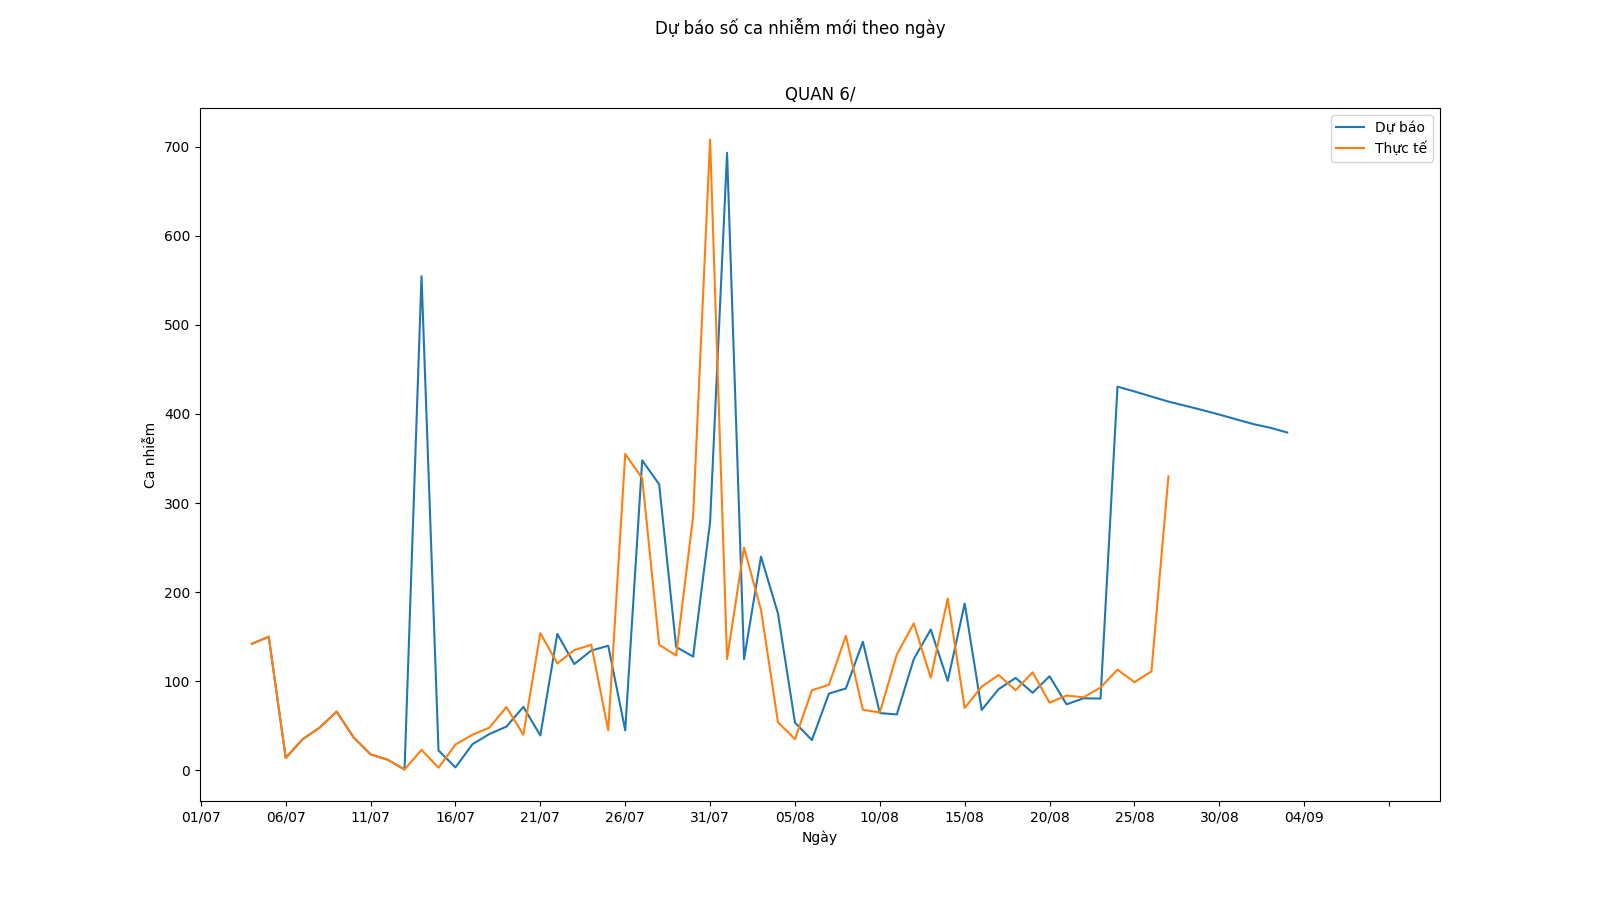 Dự báo số ca nhiễm mới theo ngày
QUAN 6/
Dự báo
Thực tế
700
600
500
400
300
200
100
0
Ca nhiễm
01/07 06/07 11/07 16/07 21/07 26/07 31/07 05/08 10/08 15/08 20/08 25/08 30/08 04/09
Ngày